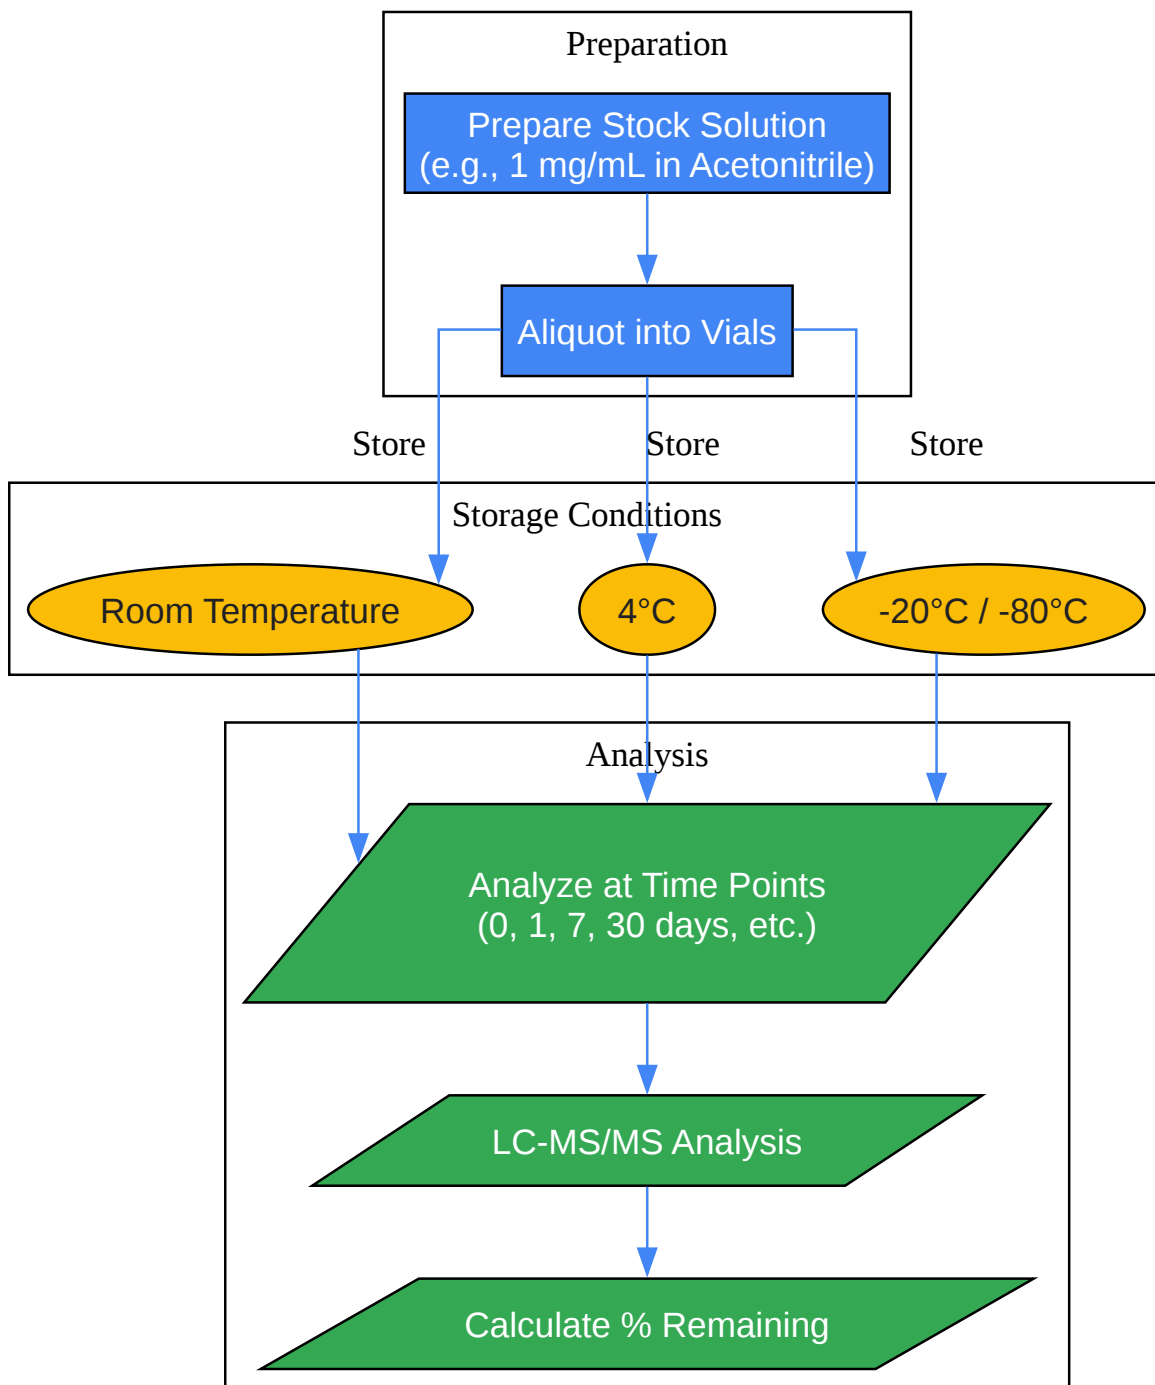 Preparation
Prepare Stock Solution
(e.g., 1 mg/mL in Acetonitrile)
Aliquot into Vials
Store
Store
Store
Storage Conditions
Room Temperature
4°C
-20°C / -80°C
Analysis
Analyze at Time Points
(0, 1, 7, 30 days, etc.)
LC-MS/MS Analysis
Calculate % Remaining